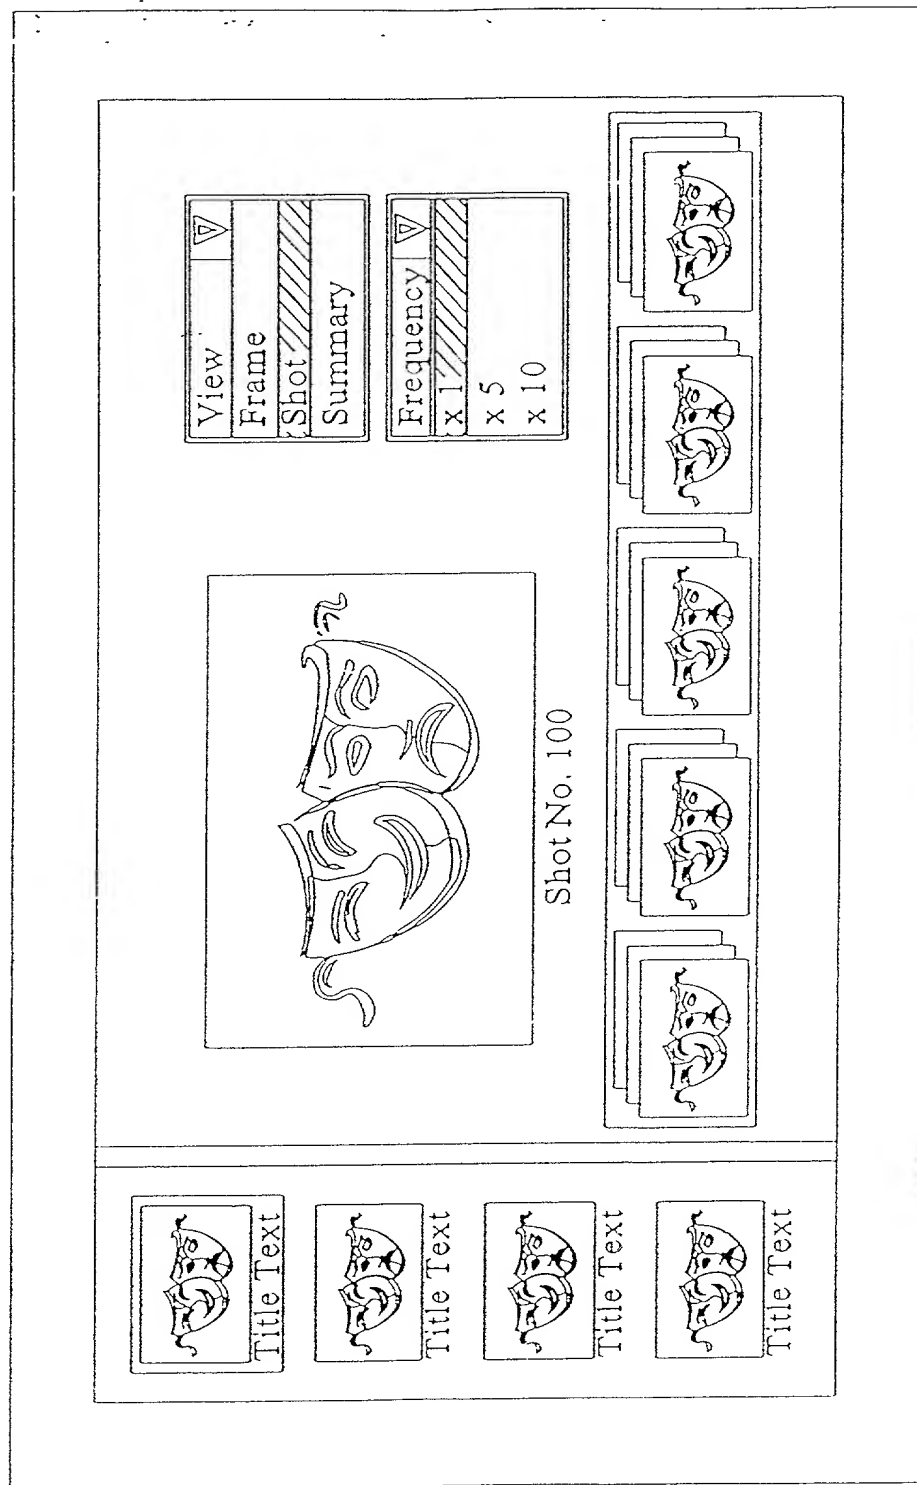 Title Text
Title Text
Title Text
Title Text
Shot No. 100
View
Frame
Shot
Summary
Frequency
x 1
x 5
x 10